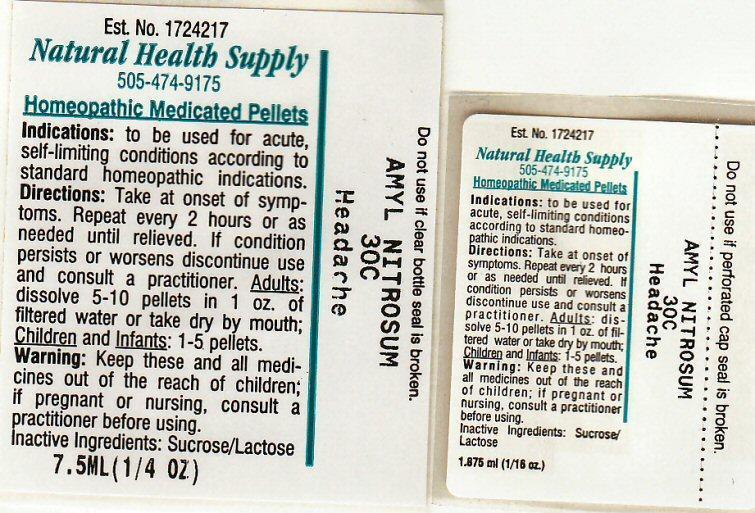 Est. No. 1724217
Natural Health Supply
505-474-9175
Homeopathic Medicated Pellets
Indications: to be used for acute,
self-limiting conditions according to
standard homeopathic indications.
Directions: Take at onset of symp-
toms. Repeat every 2 hours or as
needed until relieved. If condition
persists or worsens discontinue use
and consult a practitioner. Adults:
dissolve 5-10 pellets in 1 oz. of
filtered water or take dry by mouth;
Children and Infants: 1-5 pellets.
Warning: Keep these and all medi-
cines out of the reach of children;
if pregnant or nursing, consult a
practitioner before using.
Inactive Ingredients: Sucrose/Lactose
7.5ML(1/4 OZ)
Do not use if clear bottle seal is broken.
AMYL NITROSUM
30C
Headache
Est. No. 1724217
Natural Health Supply
505-474-9175
Homeopathic Medicated Pellets
Indications: to be used for
acute, self-limiting conditions
according to standard homeo-
pathic indications.
Directions: Take at onset of
symptoms. Repeat every 2 hours
or as needed until relieved. If
condition persists or worsens
discontinue use and consult a
practitioner. Adults: dis-
solve 5-10 pellets in 1 oz. of fil-
tered water or take dry by mouth;
Children and Infants: 1-5 pellets.
Warning: Keep these and
all medicines out of the reach
of children; if pregnant or
nursing, consult a practitioner
before using.
Inactive Ingredients: Sucrose/
Lactose
1.875 ml (1/16 oz.)
Do not use if perforated cap seal is broken.
AMYL NITROSUM
30C
Headache